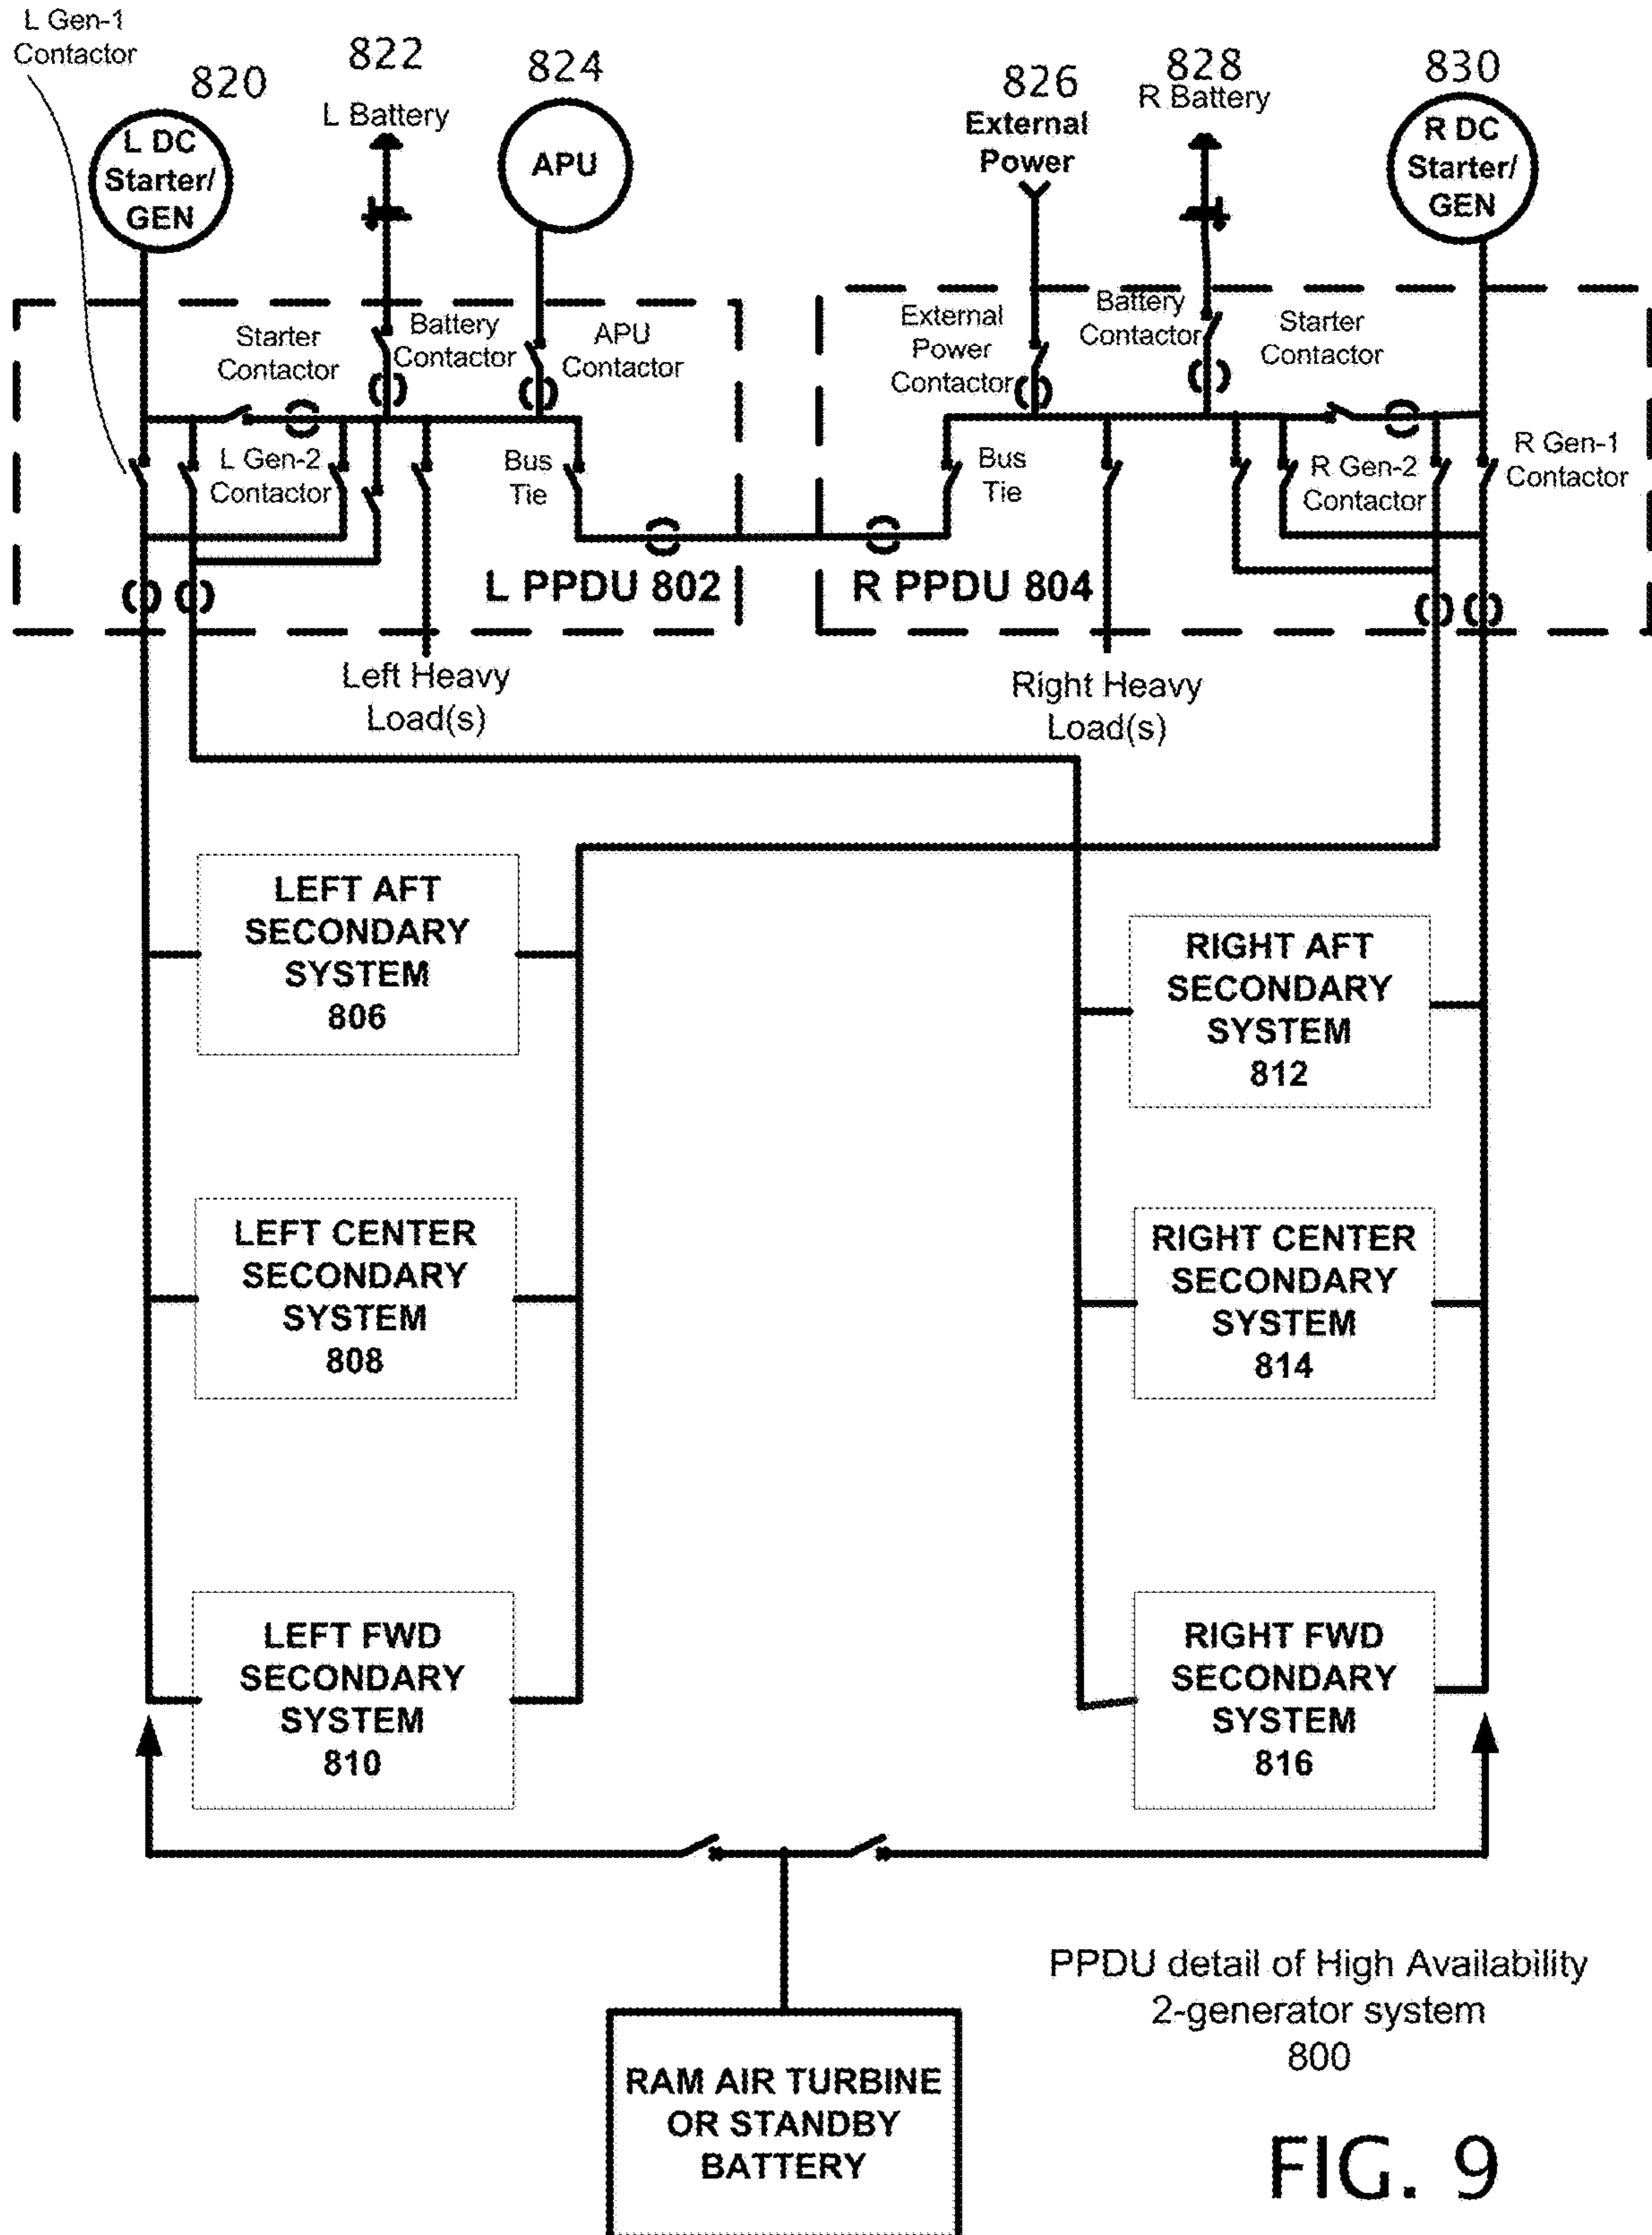 L Gen-1
Contactor
820
822
L Battery
824
826
External
Power
828
R Battery
830
L DC
Starter/
GEN
APU
R DC
Starter/
GEN
Starter
Contactor
Battery
Contactor
APU
Contactor
External
Power
Contactor
Battery
Contactor
Starter
Contactor
L Gen-2
Contactor
Bus
Tie
Bus
Tie
R Gen-2
Contactor
R Gen-1
Contactor
L PPDU 802
R PPDU 804
Left Heavy
Load(s)
Right Heavy
Load(s)
LEFT AFT
SECONDARY
SYSTEM
806
RIGHT AFT
SECONDARY
SYSTEM
812
LEFT CENTER
SECONDARY
SYSTEM
808
RIGHT CENTER
SECONDARY
SYSTEM
814
LEFT FWD
SECONDARY
SYSTEM
810
RIGHT FWD
SECONDARY
SYSTEM
816
RAM AIR TURBINE
OR STANDBY
BATTERY
PPDU detail of High Availability
2-generator system
800
FIG. 9